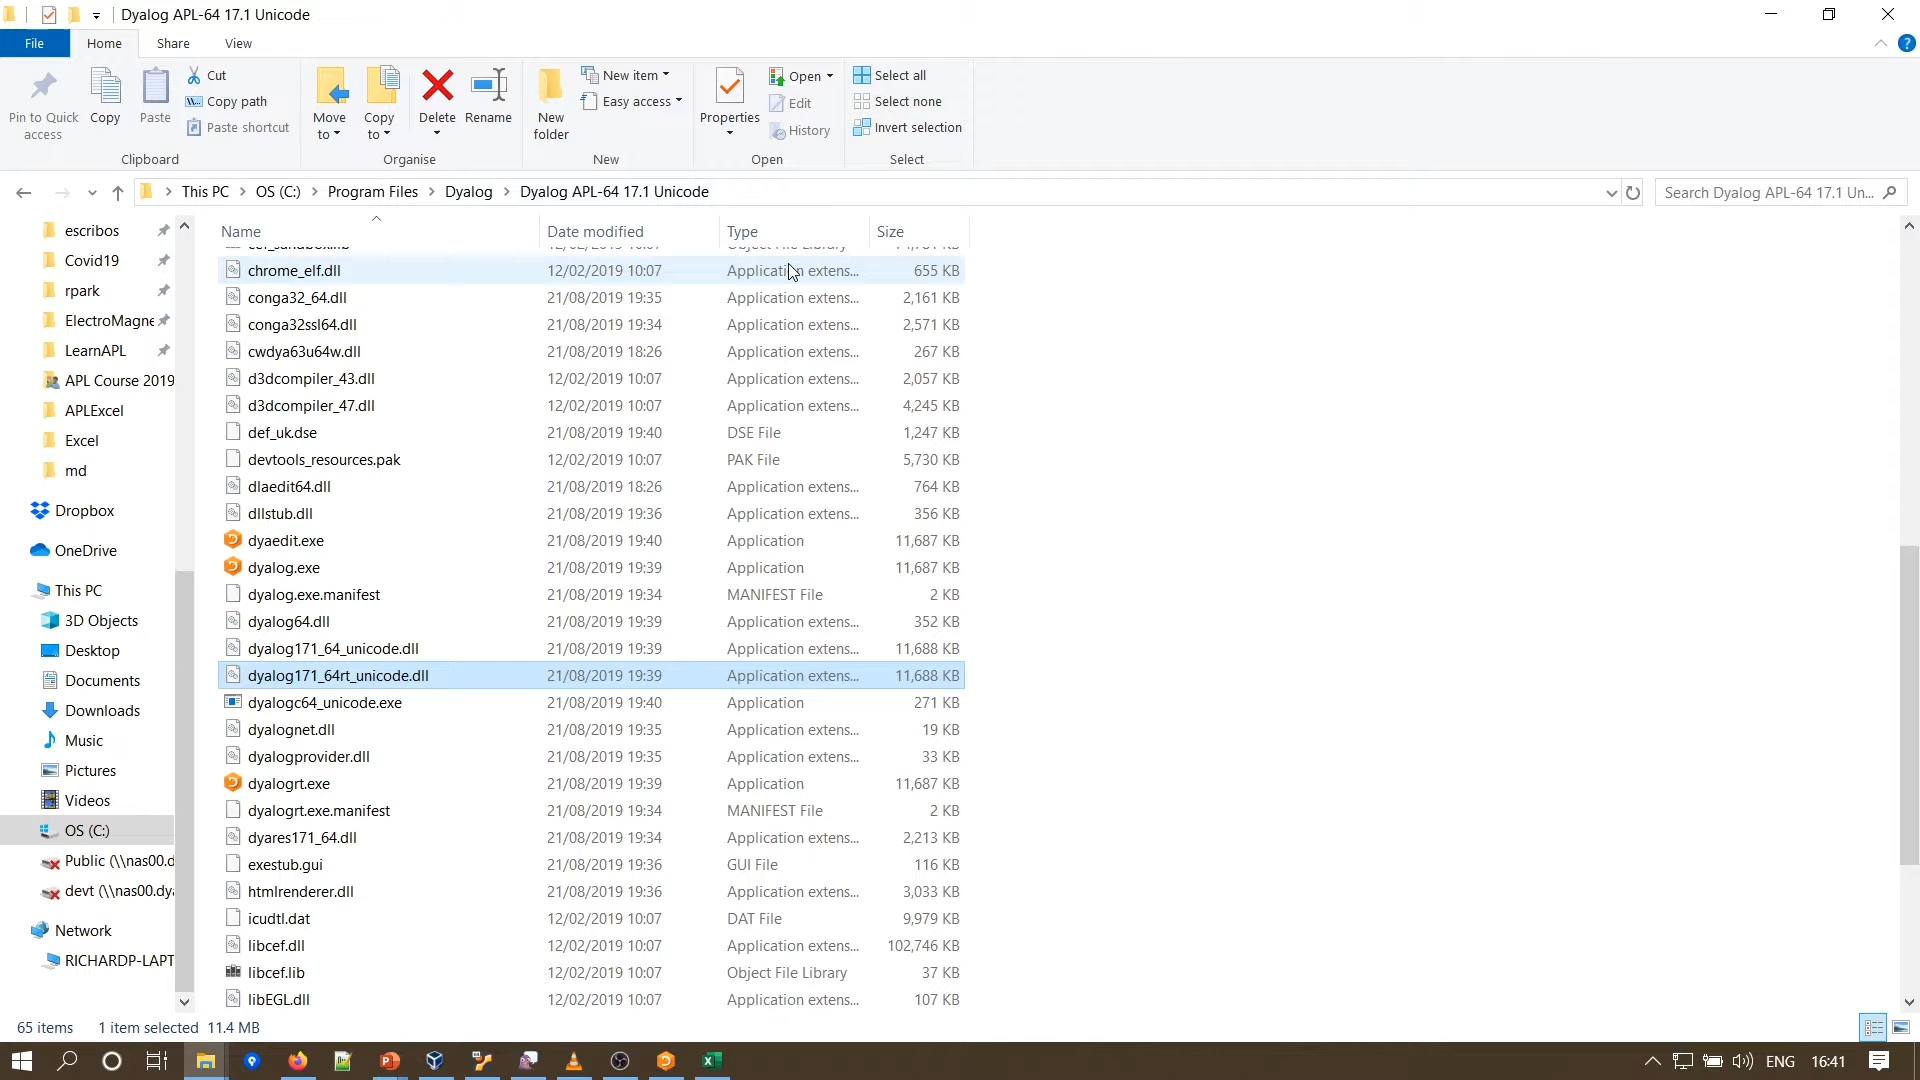 Dyalog APL-64 17.1 Unicode
File Home Share View
Pin to Quick access
Copy
Paste
Cut
Copy path
Paste shortcut
Clipboard
Move to
Copy to
Delete
Rename
Organise
New folder
New item
Easy access
New
Properties
Open
Edit
History
Open
Select all
Select none
Invert selection
Select
This PC > OS (C:) > Program Files > Dyalog > Dyalog APL-64 17.1 Unicode
Search Dyalog APL-64 17.1 Un...
escribos
Covid19
rpark
ElectroMagne
LearnAPL
APL Course 2019
APLExcel
Excel
md
Dropbox
OneDrive
This PC
3D Objects
Desktop
Documents
Downloads
Music
Pictures
Videos
OS (C:)
Public (\\nas00.d
devt (\\nas00.dya
Network
RICHARDP-LAPT
Name Date modified Type Size
chrome_elf.dll 12/02/2019 10:07 Application extens... 655 KB
conga32_64.dll 21/08/2019 19:35 Application extens... 2,161 KB
conga32ssl64.dll 21/08/2019 19:34 Application extens... 2,571 KB
cwdya63u64w.dll 21/08/2019 18:26 Application extens... 267 KB
d3dcompiler_43.dll 12/02/2019 10:07 Application extens... 2,057 KB
d3dcompiler_47.dll 12/02/2019 10:07 Application extens... 4,245 KB
def_uk.dse 21/08/2019 19:40 DSE File 1,247 KB
devtools_resources.pak 12/02/2019 10:07 PAK File 5,730 KB
dlaedit64.dll 21/08/2019 18:26 Application extens... 764 KB
dllstub.dll 21/08/2019 19:36 Application extens... 356 KB
dyaedit.exe 21/08/2019 19:40 Application 11,687 KB
dyalog.exe 21/08/2019 19:39 Application 11,687 KB
dyalog.exe.manifest 21/08/2019 19:34 MANIFEST File 2 KB
dyalog64.dll 21/08/2019 19:39 Application extens... 352 KB
dyalog171_64_unicode.dll 21/08/2019 19:39 Application extens... 11,688 KB
dyalog171_64rt_unicode.dll 21/08/2019 19:39 Application extens... 11,688 KB
dyalogc64_unicode.exe 21/08/2019 19:40 Application 271 KB
dyalognet.dll 21/08/2019 19:35 Application extens... 19 KB
dyalogprovider.dll 21/08/2019 19:35 Application extens... 33 KB
dyalogrt.exe 21/08/2019 19:39 Application 11,687 KB
dyalogrt.exe.manifest 21/08/2019 19:34 MANIFEST File 2 KB
dyares171_64.dll 21/08/2019 19:34 Application extens... 2,213 KB
exestub.gui 21/08/2019 19:36 GUI File 116 KB
htmlrenderer.dll 21/08/2019 19:36 Application extens... 3,033 KB
icudtl.dat 12/02/2019 10:07 DAT File 9,979 KB
libcef.dll 12/02/2019 10:07 Application extens... 102,746 KB
libcef.lib 12/02/2019 10:07 Object File Library 37 KB
libEGL.dll 12/02/2019 10:07 Application extens... 107 KB
65 items 1 item selected 11.4 MB
ENG 16:41